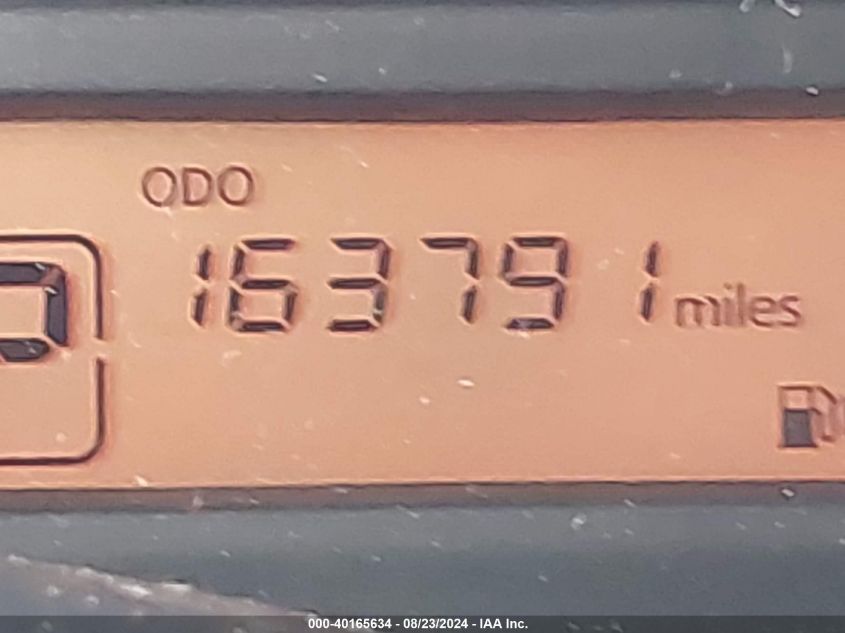 ODO
163791 miles
000-40165634 - 08/23/2024 - IAA Inc.